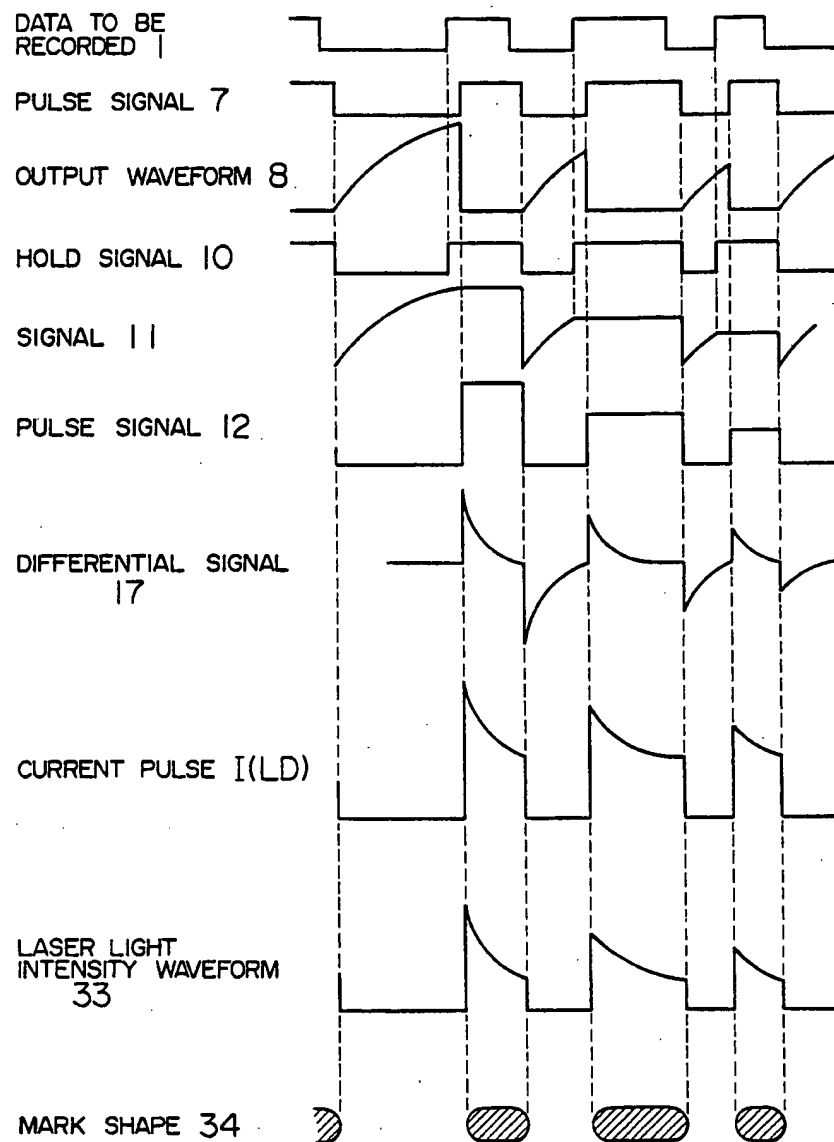 DATA TO BE
RECORDED 1
PULSE SIGNAL 7
OUTPUT WAVEFORM 8
HOLD SIGNAL 10
SIGNAL 11
PULSE SIGNAL 12
DIFFERENTIAL SIGNAL
17
CURRENT PULSE I(LD)
LASER LIGHT
INTENSITY WAVEFORM
33
MARK SHAPE 34